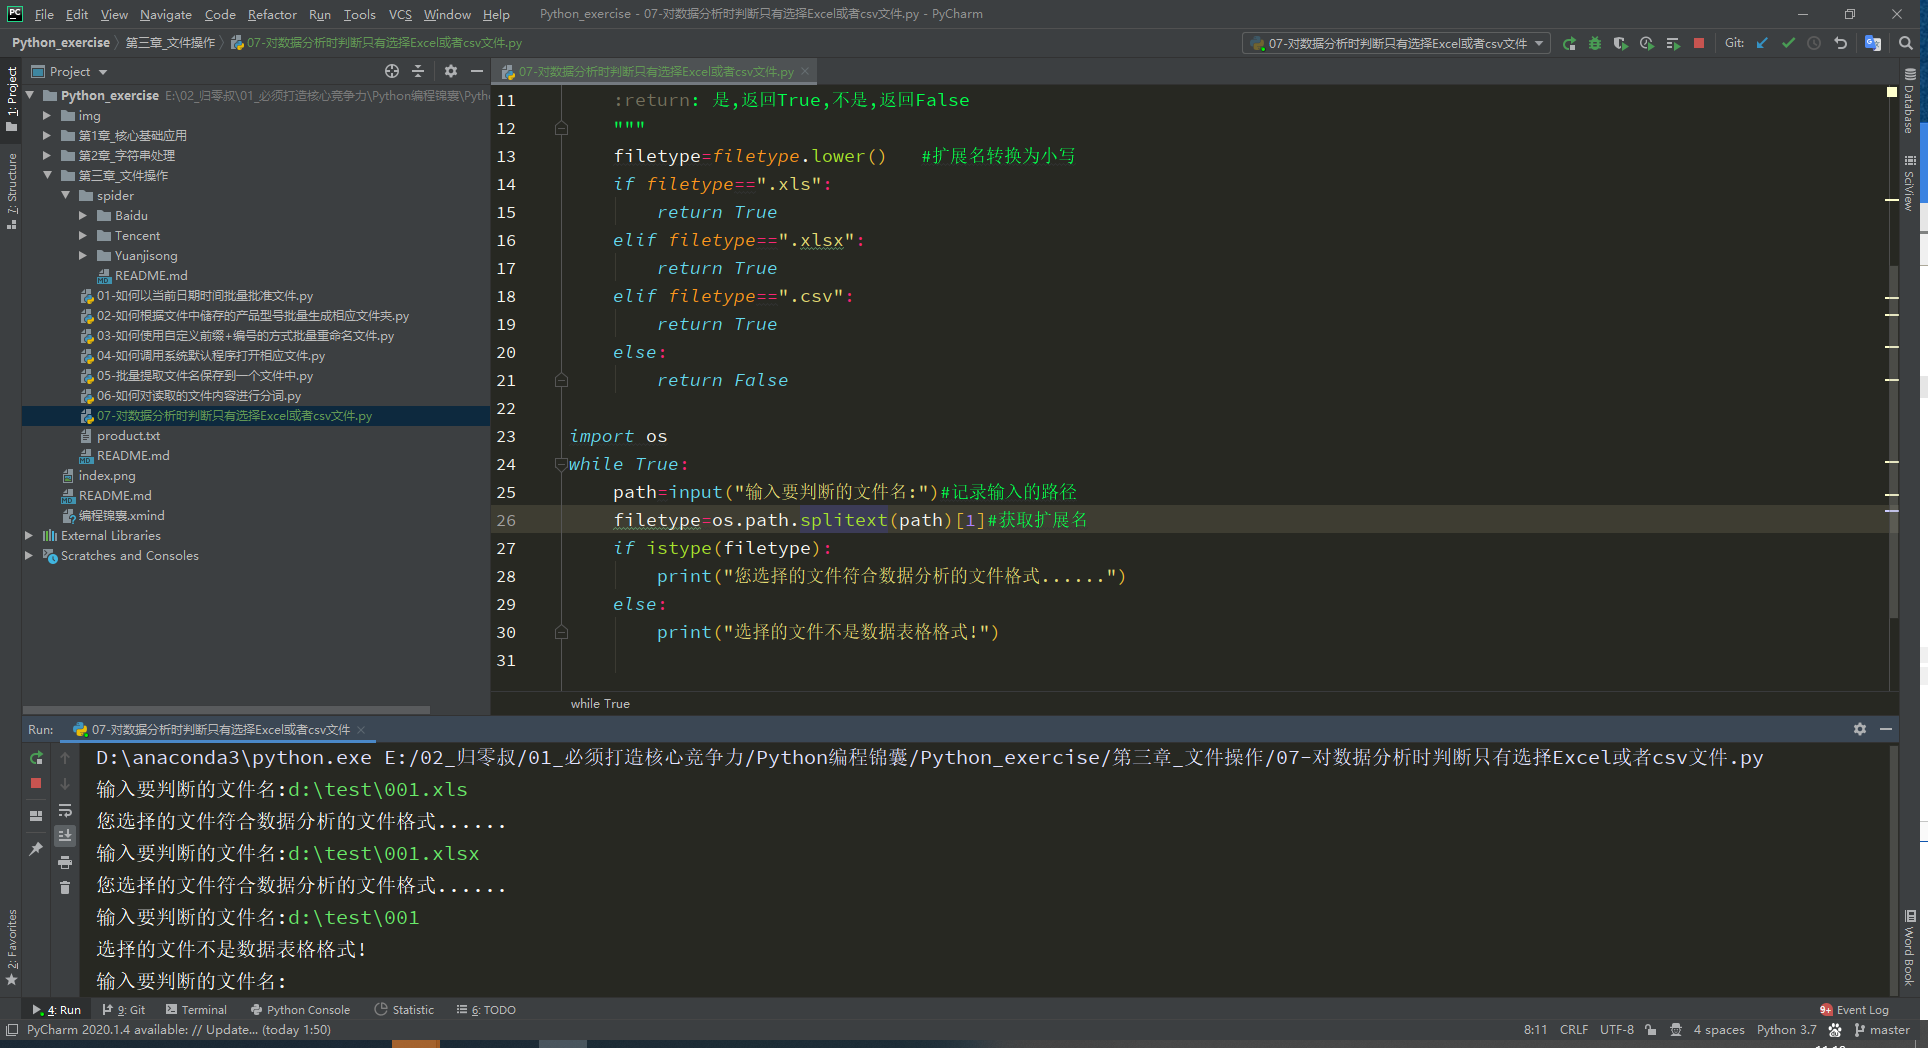 File Edit View Navigate Code Refactor Run Tools VCS Window Help Python_exercise - 07-对数据分析时判断只有选择Excel或者csv文件.py - PyCharm
Python_exercise 第三章_文件操作 07-对数据分析时判断只有选择Excel或者csv文件.py 07-对数据分析时判断只有选择Excel或者csv文件 Git:
Project 07-对数据分析时判断只有选择Excel或者csv文件.py
1: Project
7: Structure
2: Favorites
Database
SciView
Word Book
Python_exercise E:\02_归零叔\01_必须打造核心竞争力\Python编程锦囊\Pytho
img
第1章_核心基础应用
第2章_字符串处理
第三章_文件操作
spider
Baidu
Tencent
Yuanjisong
README.md
01-如何以当前日期时间批量批准文件.py
02-如何根据文件中储存的产品型号批量生成相应文件夹.py
03-如何使用自定义前缀+编号的方式批量重命名文件.py
04-如何调用系统默认程序打开相应文件.py
05-批量提取文件名保存到一个文件中.py
06-如何对读取的文件内容进行分词.py
07-对数据分析时判断只有选择Excel或者csv文件.py
product.txt
README.md
index.png
README.md
编程锦囊.xmind
External Libraries
Scratches and Consoles
11 :return: 是,返回True,不是,返回False
12 """
13 filetype=filetype.lower() #扩展名转换为小写
14 if filetype==".xls":
15 return True
16 elif filetype==".xlsx":
17 return True
18 elif filetype==".csv":
19 return True
20 else:
21 return False
22
23 import os
24 while True:
25 path=input("输入要判断的文件名:")#记录输入的路径
26 filetype=os.path.splitext(path)[1]#获取扩展名
27 if istype(filetype):
28 print("您选择的文件符合数据分析的文件格式......")
29 else:
30 print("选择的文件不是数据表格格式!")
31
while True
Run: 07-对数据分析时判断只有选择Excel或者csv文件
D:\anaconda3\python.exe E:/02_归零叔/01_必须打造核心竞争力/Python编程锦囊/Python_exercise/第三章_文件操作/07-对数据分析时判断只有选择Excel或者csv文件.py
输入要判断的文件名:d:\test\001.xls
您选择的文件符合数据分析的文件格式......
输入要判断的文件名:d:\test\001.xlsx
您选择的文件符合数据分析的文件格式......
输入要判断的文件名:d:\test\001
选择的文件不是数据表格格式!
输入要判断的文件名:
4: Run 9: Git Terminal Python Console Statistic 6: TODO 9+ Event Log
PyCharm 2020.1.4 available: // Update... (today 1:50) 8:11 CRLF UTF-8 4 spaces Python 3.7 master